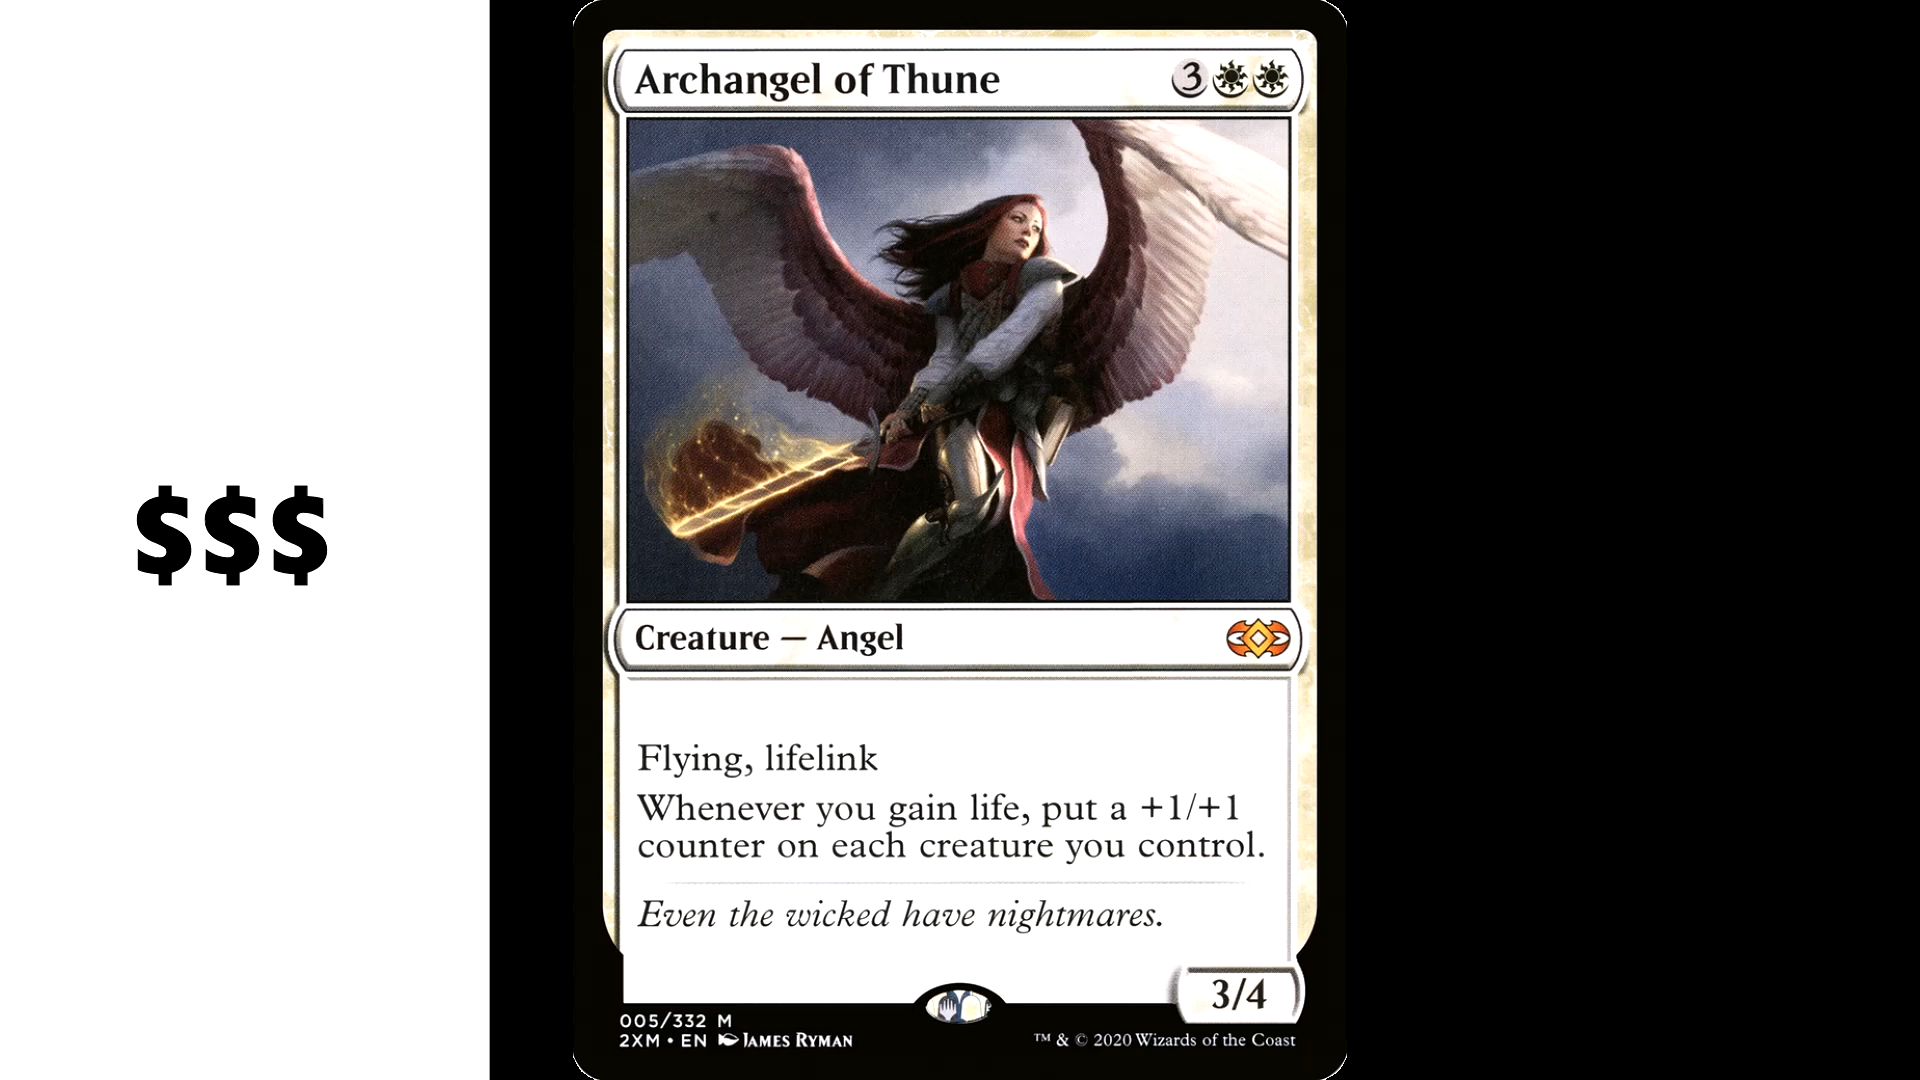 $$$
Archangel of Thune 3
Creature — Angel
Flying, lifelink
Whenever you gain life, put a +1/+1
counter on each creature you control.
Even the wicked have nightmares.
3/4
005/332 M
2XM • EN James Ryman
™ & © 2020 Wizards of the Coast